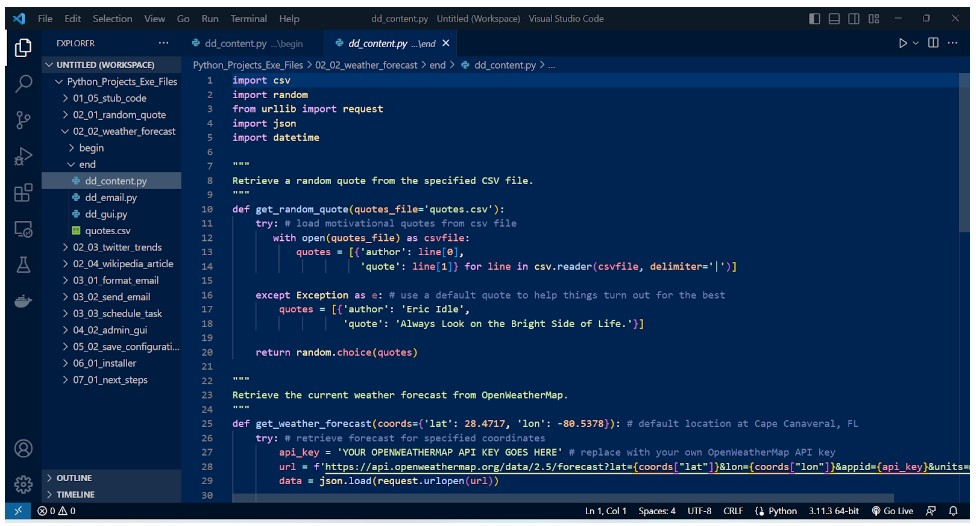 File Edit Selection View Go Run Terminal Help dd_content.py Untitled (Workspace) Visual Studio Code
EXPLORER ···
dd_content.py ...\begin
dd_content.py ...\end
UNTITLED (WORKSPACE)
Python_Projects_Exe_Files
01_05_stub_code
02_01_random_quote
02_02_weather_forecast
begin
end
dd_content.py
dd_email.py
dd_gui.py
quotes.csv
02_03_twitter_trends
02_04_wikipedia_article
03_01_format_email
03_02_send_email
03_03_schedule_task
04_02_admin_gui
05_02_save_configurati...
06_01_installer
07_01_next_steps
OUTLINE
TIMELINE
Python_Projects_Exe_Files > 02_02_weather_forecast > end > dd_content.py > ...
1 import csv
2 import random
3 from urllib import request
4 import json
5 import datetime
6
7 """
8 Retrieve a random quote from the specified CSV file.
9 """
10 def get_random_quote(quotes_file='quotes.csv'):
11 try: # load motivational quotes from csv file
12 with open(quotes_file) as csvfile:
13 quotes = [{'author': line[0],
14 'quote': line[1]} for line in csv.reader(csvfile, delimiter='|')]
15
16 except Exception as e: # use a default quote to help things turn out for the best
17 quotes = [{'author': 'Eric Idle',
18 'quote': 'Always Look on the Bright Side of Life.'}]
19
20 return random.choice(quotes)
21
22 """
23 Retrieve the current weather forecast from OpenWeatherMap.
24 """
25 def get_weather_forecast(coords={'lat': 28.4717, 'lon': -80.5378}): # default location at Cape Canaveral, FL
26 try: # retrieve forecast for specified coordinates
27 api_key = 'YOUR OPENWEATHERMAP API KEY GOES HERE' # replace with your own OpenWeatherMap API key
28 url = f'https://api.openweathermap.org/data/2.5/forecast?lat={coords["lat"]}&lon={coords["lon"]}&appid={api_key}&units=
29 data = json.load(request.urlopen(url))
30
0 0 Ln 1, Col 1 Spaces: 4 UTF-8 CRLF Python 3.11.3 64-bit Go Live